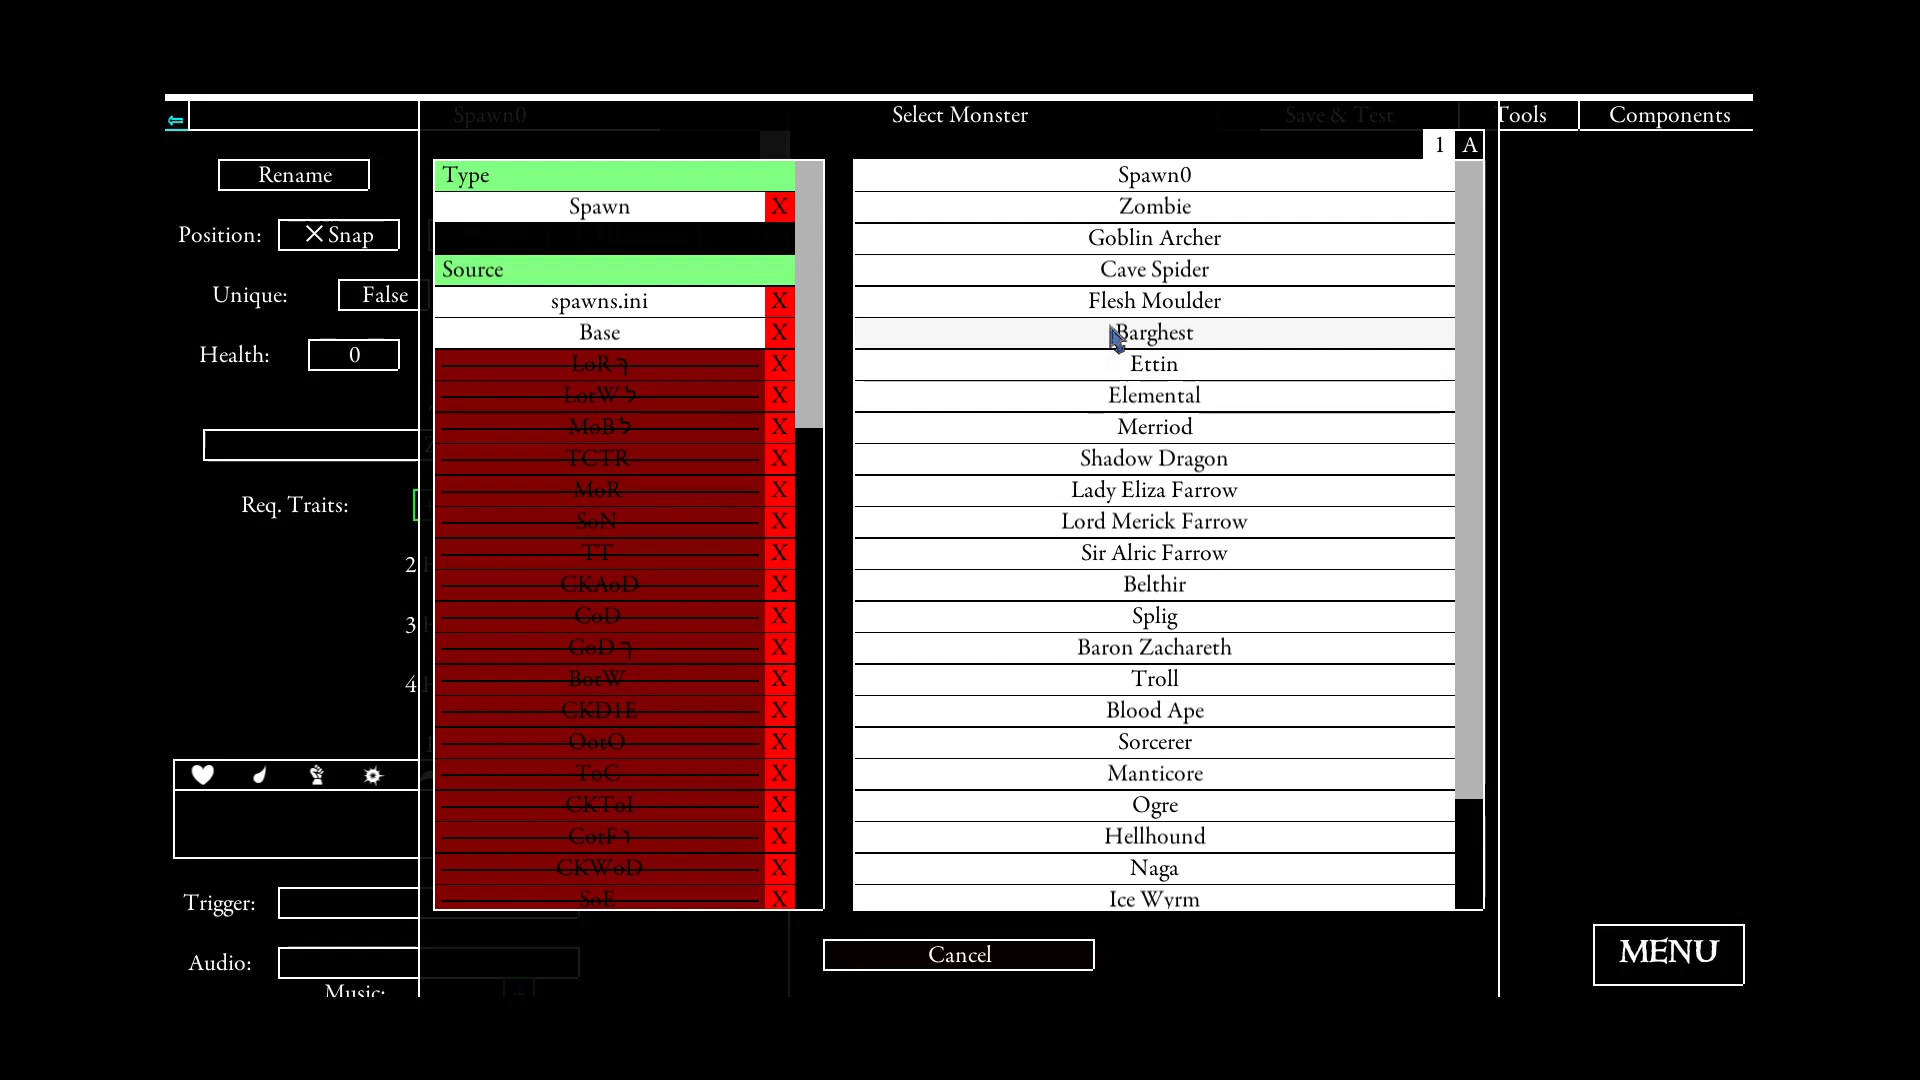 Spawn0
Select Monster
Save & Test
Tools
Components
1
A
Rename
Position:
Snap
Unique:
False
Health:
0
Req. Traits:
2
3
4
Trigger:
Audio:
Music:
Type
Spawn X
Source
spawns.ini X
Base X
LoR X
LotW X
MoB X
TCTR X
MoR X
SoN X
TT X
CKAoD X
CoD X
GoD X
BotW X
CKD1E X
OotO X
ToC X
CKToI X
CotF X
CKWoD X
SoE X
Spawn0
Zombie
Goblin Archer
Cave Spider
Flesh Moulder
Barghest
Ettin
Elemental
Merriod
Shadow Dragon
Lady Eliza Farrow
Lord Merick Farrow
Sir Alric Farrow
Belthir
Splig
Baron Zachareth
Troll
Blood Ape
Sorcerer
Manticore
Ogre
Hellhound
Naga
Ice Wyrm
Cancel
MENU